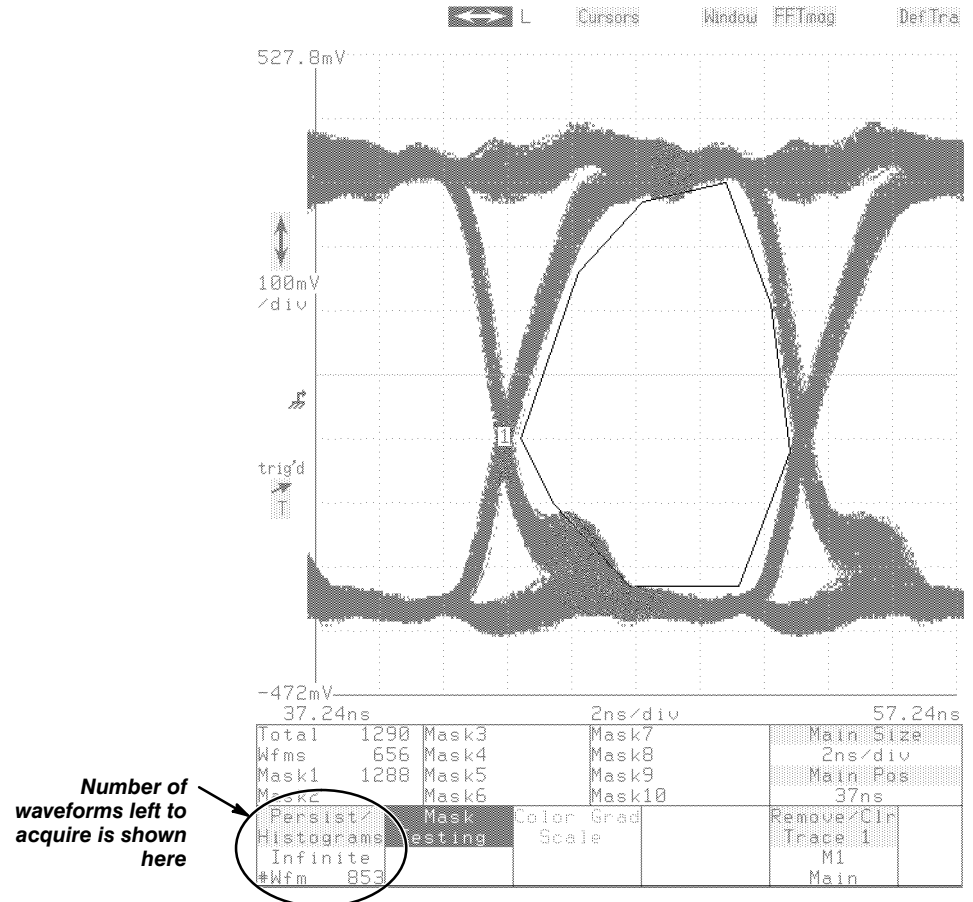 L Cursors Window FFTmag DefTra
527.8mV
100mV
/div
1
trig'd
T
-472mV
37.24ns 2ns/div 57.24ns
Total 1290 Mask3 Mask7 Main Size
Wfms 656 Mask4 Mask8 2ns/div
Mask1 1288 Mask5 Mask9 Main Pos
Mask2 Mask6 Mask10 37ns
Persist/ Mask Color Grad Remove/Clr
Histograms Testing Scale Trace 1
Infinite M1
#Wfm 853 Main
Number of
waveforms left to
acquire is shown
here